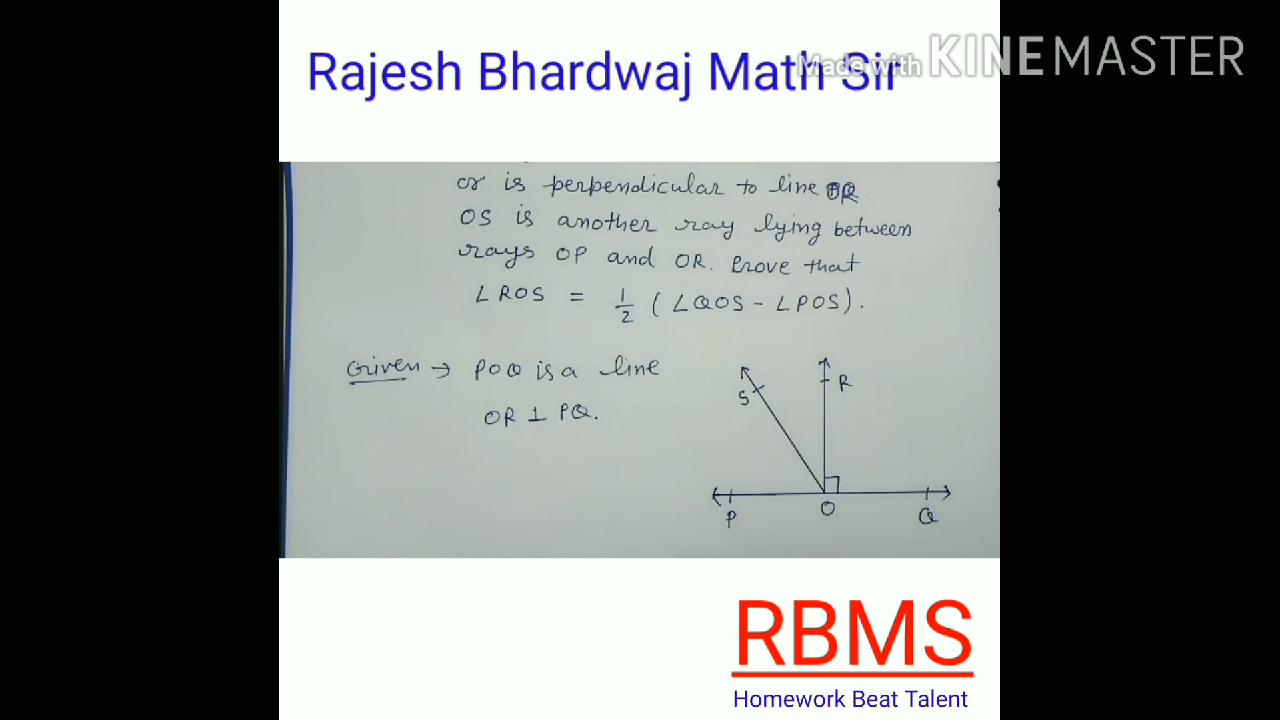 Rajesh Bhardwaj Math Sir
Made with KINEMASTER
or is perpendicular to line PQ.
OS is another ray lying between
rays OP and OR. Prove that
∠ROS = 1/2 (∠QOS - ∠POS).
Given → POQ is a line
OR ⊥ PQ.
S
R
P
O
Q
RBMS
Homework Beat Talent